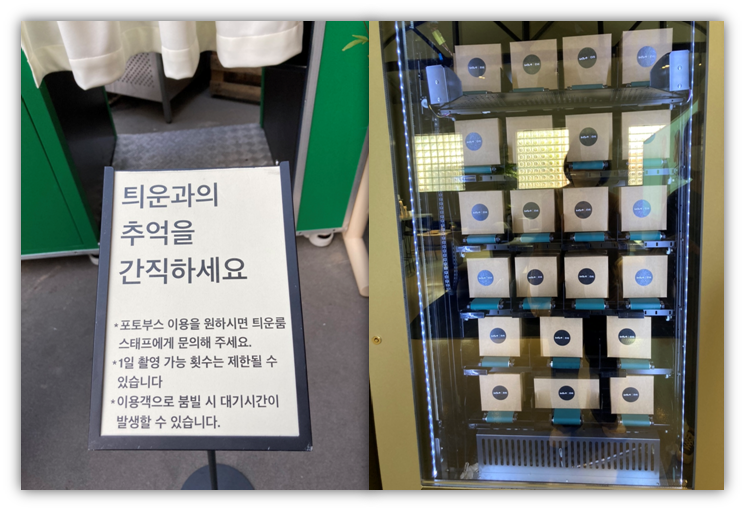 틔운과의
추억을
간직하세요
*포토부스 이용을 원하시면 틔운룸
스태프에게 문의해 주세요.
*1일 촬영 가능 횟수는 제한될 수
있습니다
*이용객으로 붐빌 시 대기시간이
발생할 수 있습니다.